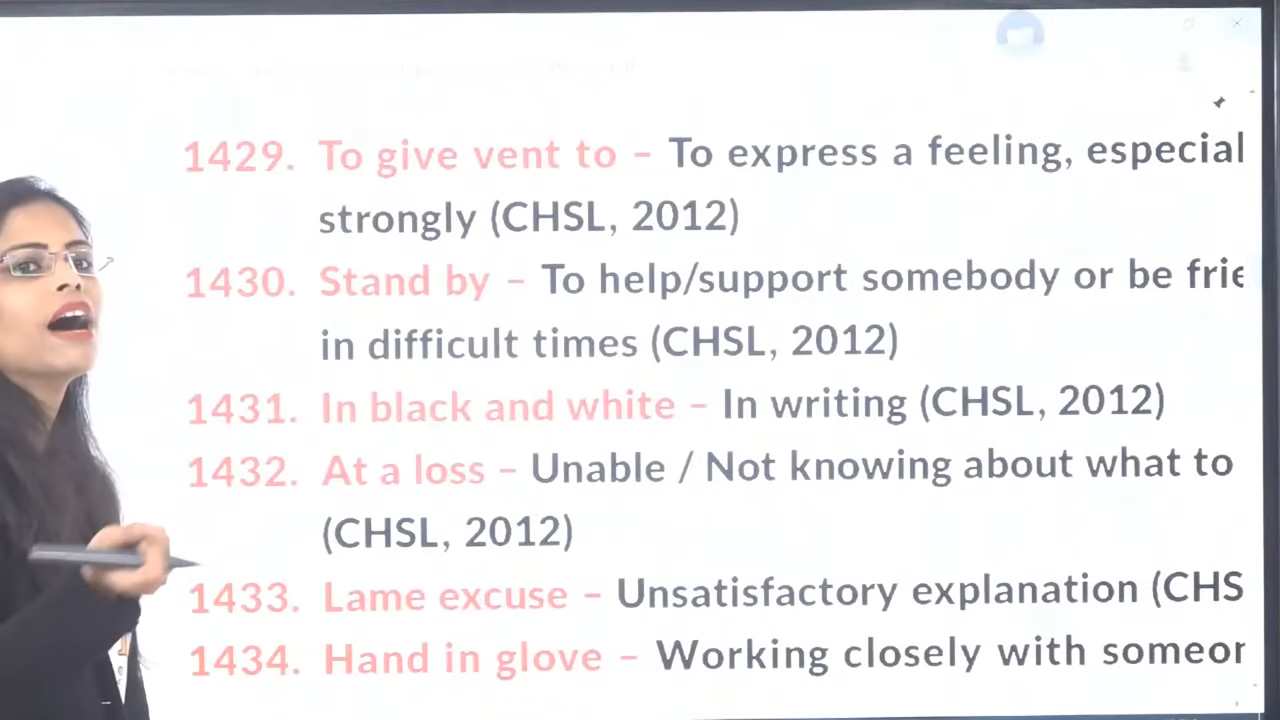 1429. To give vent to – To express a feeling, especial
strongly (CHSL, 2012)
1430. Stand by – To help/support somebody or be frie
in difficult times (CHSL, 2012)
1431. In black and white – In writing (CHSL, 2012)
1432. At a loss – Unable / Not knowing about what to
(CHSL, 2012)
1433. Lame excuse – Unsatisfactory explanation (CHS
1434. Hand in glove – Working closely with someor